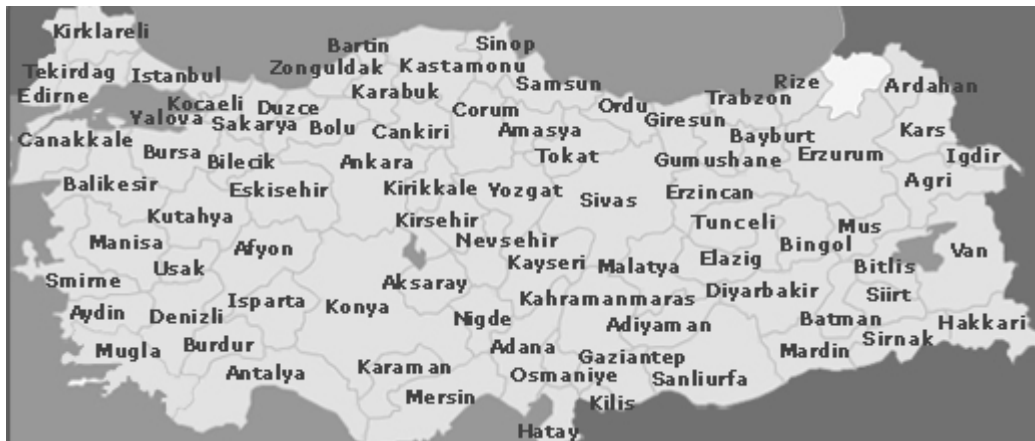 Kirklareli
Bartin
Sinop
Tekirdag
Istanbul
Zonguldak
Kastamonu
Samsun
Rize
Ardahan
Edirne
Kocaeli
Duzce
Karabuk
Corum
Ordu
Trabzon
Yalova
Sakarya
Bolu
Cankiri
Amasya
Giresun
Bayburt
Kars
Canakkale
Bursa
Bilecik
Ankara
Tokat
Gumushane
Erzurum
Igdir
Balikesir
Eskisehir
Kirikkale
Yozgat
Sivas
Erzincan
Agri
Kutahya
Kirsehir
Tunceli
Mus
Manisa
Afyon
Nevsehir
Bingol
Van
Usak
Kayseri
Malatya
Elazig
Bitlis
Smirne
Aksaray
Isparta
Konya
Kahramanmaras
Diyarbakir
Siirt
Aydin
Denizli
Nigde
Adiyaman
Batman
Hakkari
Mugla
Burdur
Adana
Gaziantep
Mardin
Sirnak
Antalya
Karaman
Osmaniye
Sanliurfa
Mersin
Kilis
Hatay